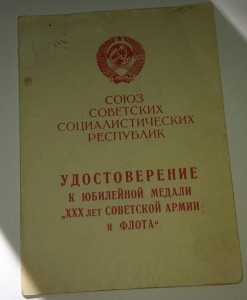 СОЮЗ
СОВЕТСКИХ
СОЦИАЛИСТИЧЕСКИХ
РЕСПУБЛИК
УДОСТОВЕРЕНИЕ
К ЮБИЛЕЙНОЙ МЕДАЛИ
„XXX ЛЕТ СОВЕТСКОЙ АРМИИ
И ФЛОТА“